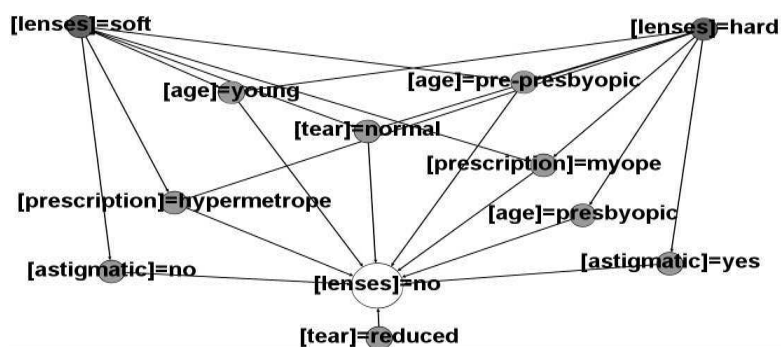 [lenses]=soft
[lenses]=hard
[age]=young
[age]=pre-presbyopic
[tear]=normal
[prescription]=myope
[prescription]=hypermetrope
[age]=presbyopic
[astigmatic]=no
[lenses]=no
[astigmatic]=yes
[tear]=reduced